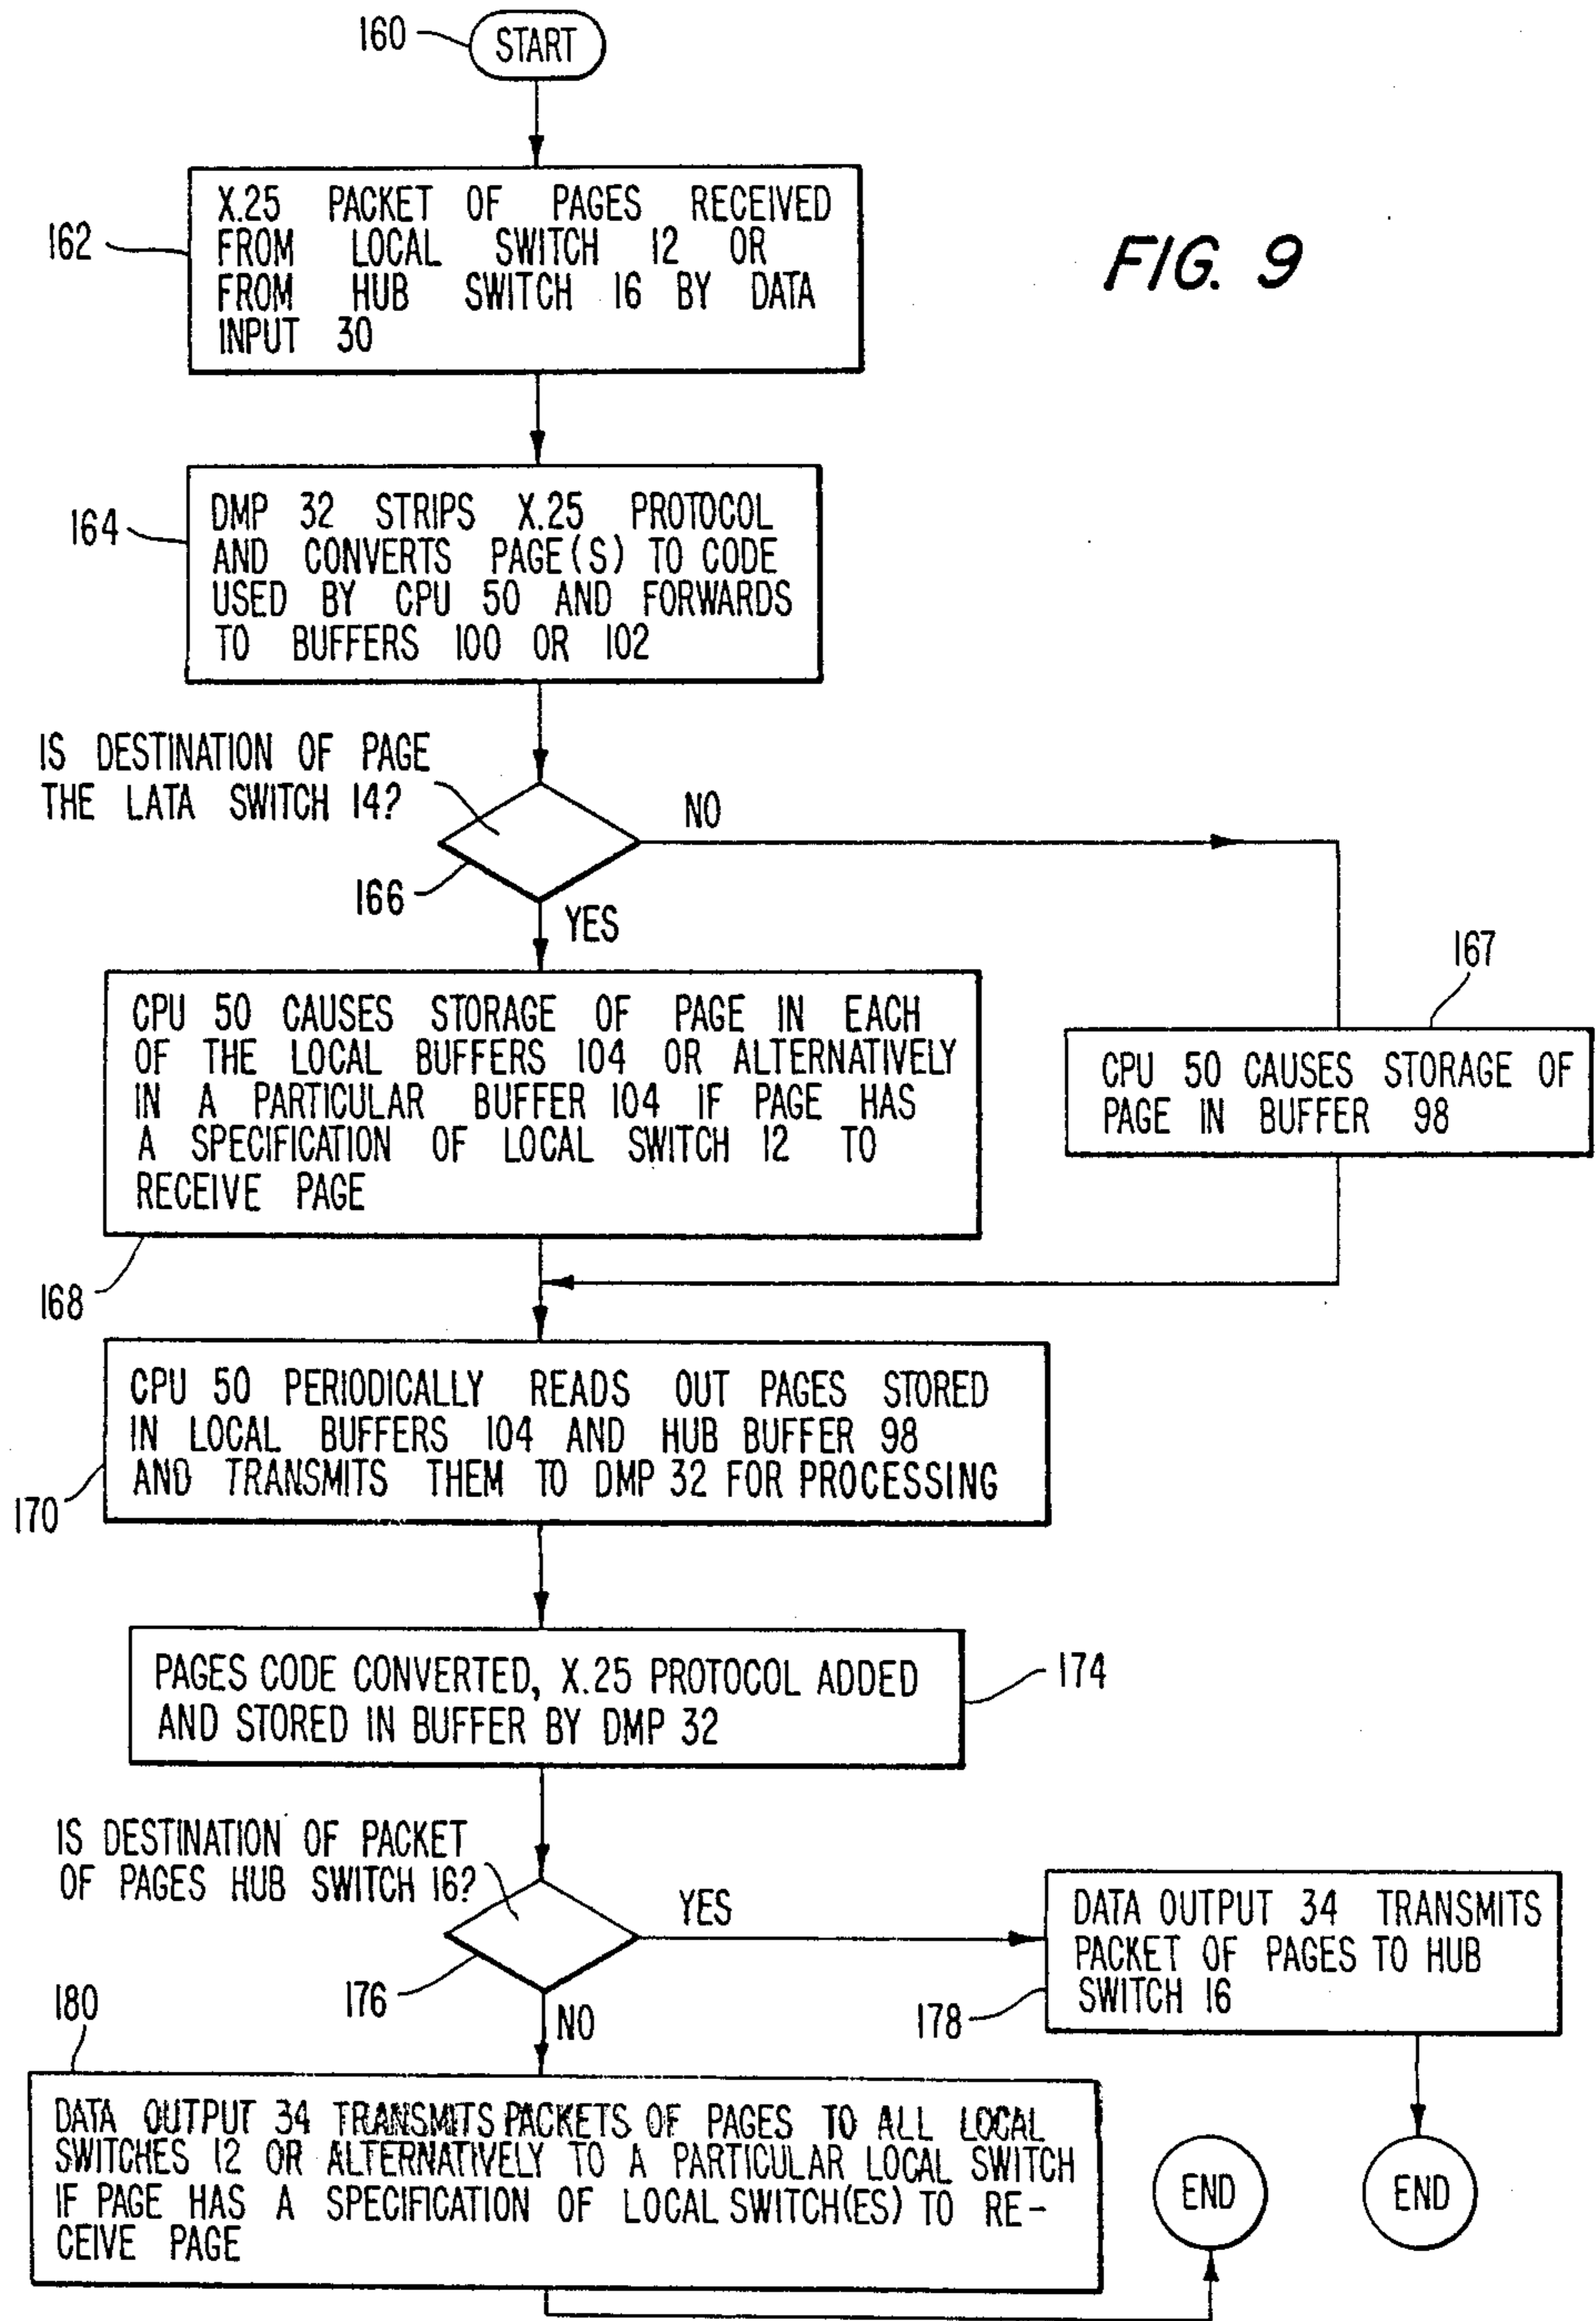 160
START
FIG. 9
162
X.25 PACKET OF PAGES RECEIVED
FROM LOCAL SWITCH 12 OR
FROM HUB SWITCH 16 BY DATA
INPUT 30
164
DMP 32 STRIPS X.25 PROTOCOL
AND CONVERTS PAGE(S) TO CODE
USED BY CPU 50 AND FORWARDS
TO BUFFERS 100 OR 102
IS DESTINATION OF PAGE
THE LATA SWITCH 14?
166
NO
YES
167
CPU 50 CAUSES STORAGE OF
PAGE IN BUFFER 98
CPU 50 CAUSES STORAGE OF PAGE IN EACH
OF THE LOCAL BUFFERS 104 OR ALTERNATIVELY
IN A PARTICULAR BUFFER 104 IF PAGE HAS
A SPECIFICATION OF LOCAL SWITCH 12 TO
RECEIVE PAGE
168
CPU 50 PERIODICALLY READS OUT PAGES STORED
IN LOCAL BUFFERS 104 AND HUB BUFFER 98
AND TRANSMITS THEM TO DMP 32 FOR PROCESSING
170
PAGES CODE CONVERTED, X.25 PROTOCOL ADDED
AND STORED IN BUFFER BY DMP 32
174
IS DESTINATION OF PACKET
OF PAGES HUB SWITCH 16?
176
YES
NO
DATA OUTPUT 34 TRANSMITS
PACKET OF PAGES TO HUB
SWITCH 16
178
180
DATA OUTPUT 34 TRANSMITS PACKETS OF PAGES TO ALL LOCAL
SWITCHES 12 OR ALTERNATIVELY TO A PARTICULAR LOCAL SWITCH
IF PAGE HAS A SPECIFICATION OF LOCAL SWITCH(ES) TO RE-
CEIVE PAGE
END
END